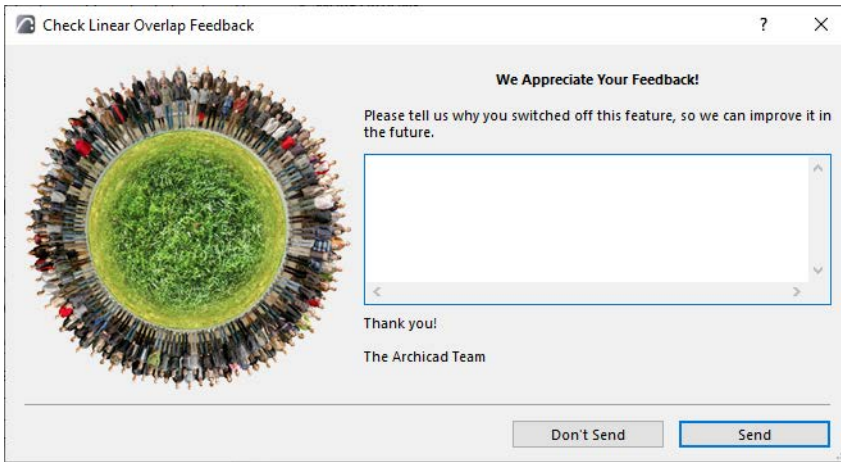 Check Linear Overlap Feedback
?
We Appreciate Your Feedback!
Please tell us why you switched off this feature, so we can improve it in
the future.
Thank you!
The Archicad Team
Don't Send
Send